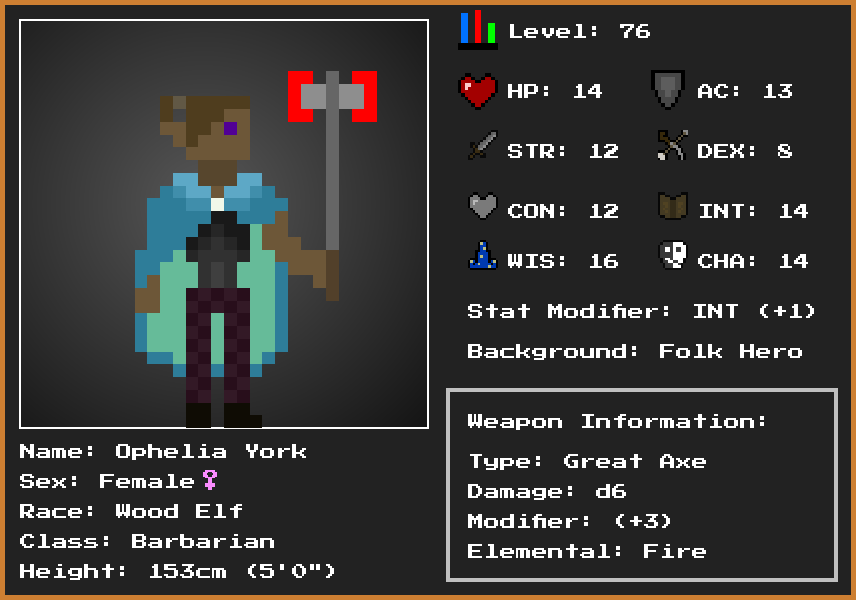 Level: 76
HP: 14
AC: 13
STR: 12
DEX: 8
CON: 12
INT: 14
WIS: 16
CHA: 14
Stat Modifier: INT (+1)
Background: Folk Hero
Weapon Information:
Type: Great Axe
Damage: d6
Modifier: (+3)
Elemental: Fire
Name: Ophelia York
Sex: Female♀
Race: Wood Elf
Class: Barbarian
Height: 153cm (5'0")